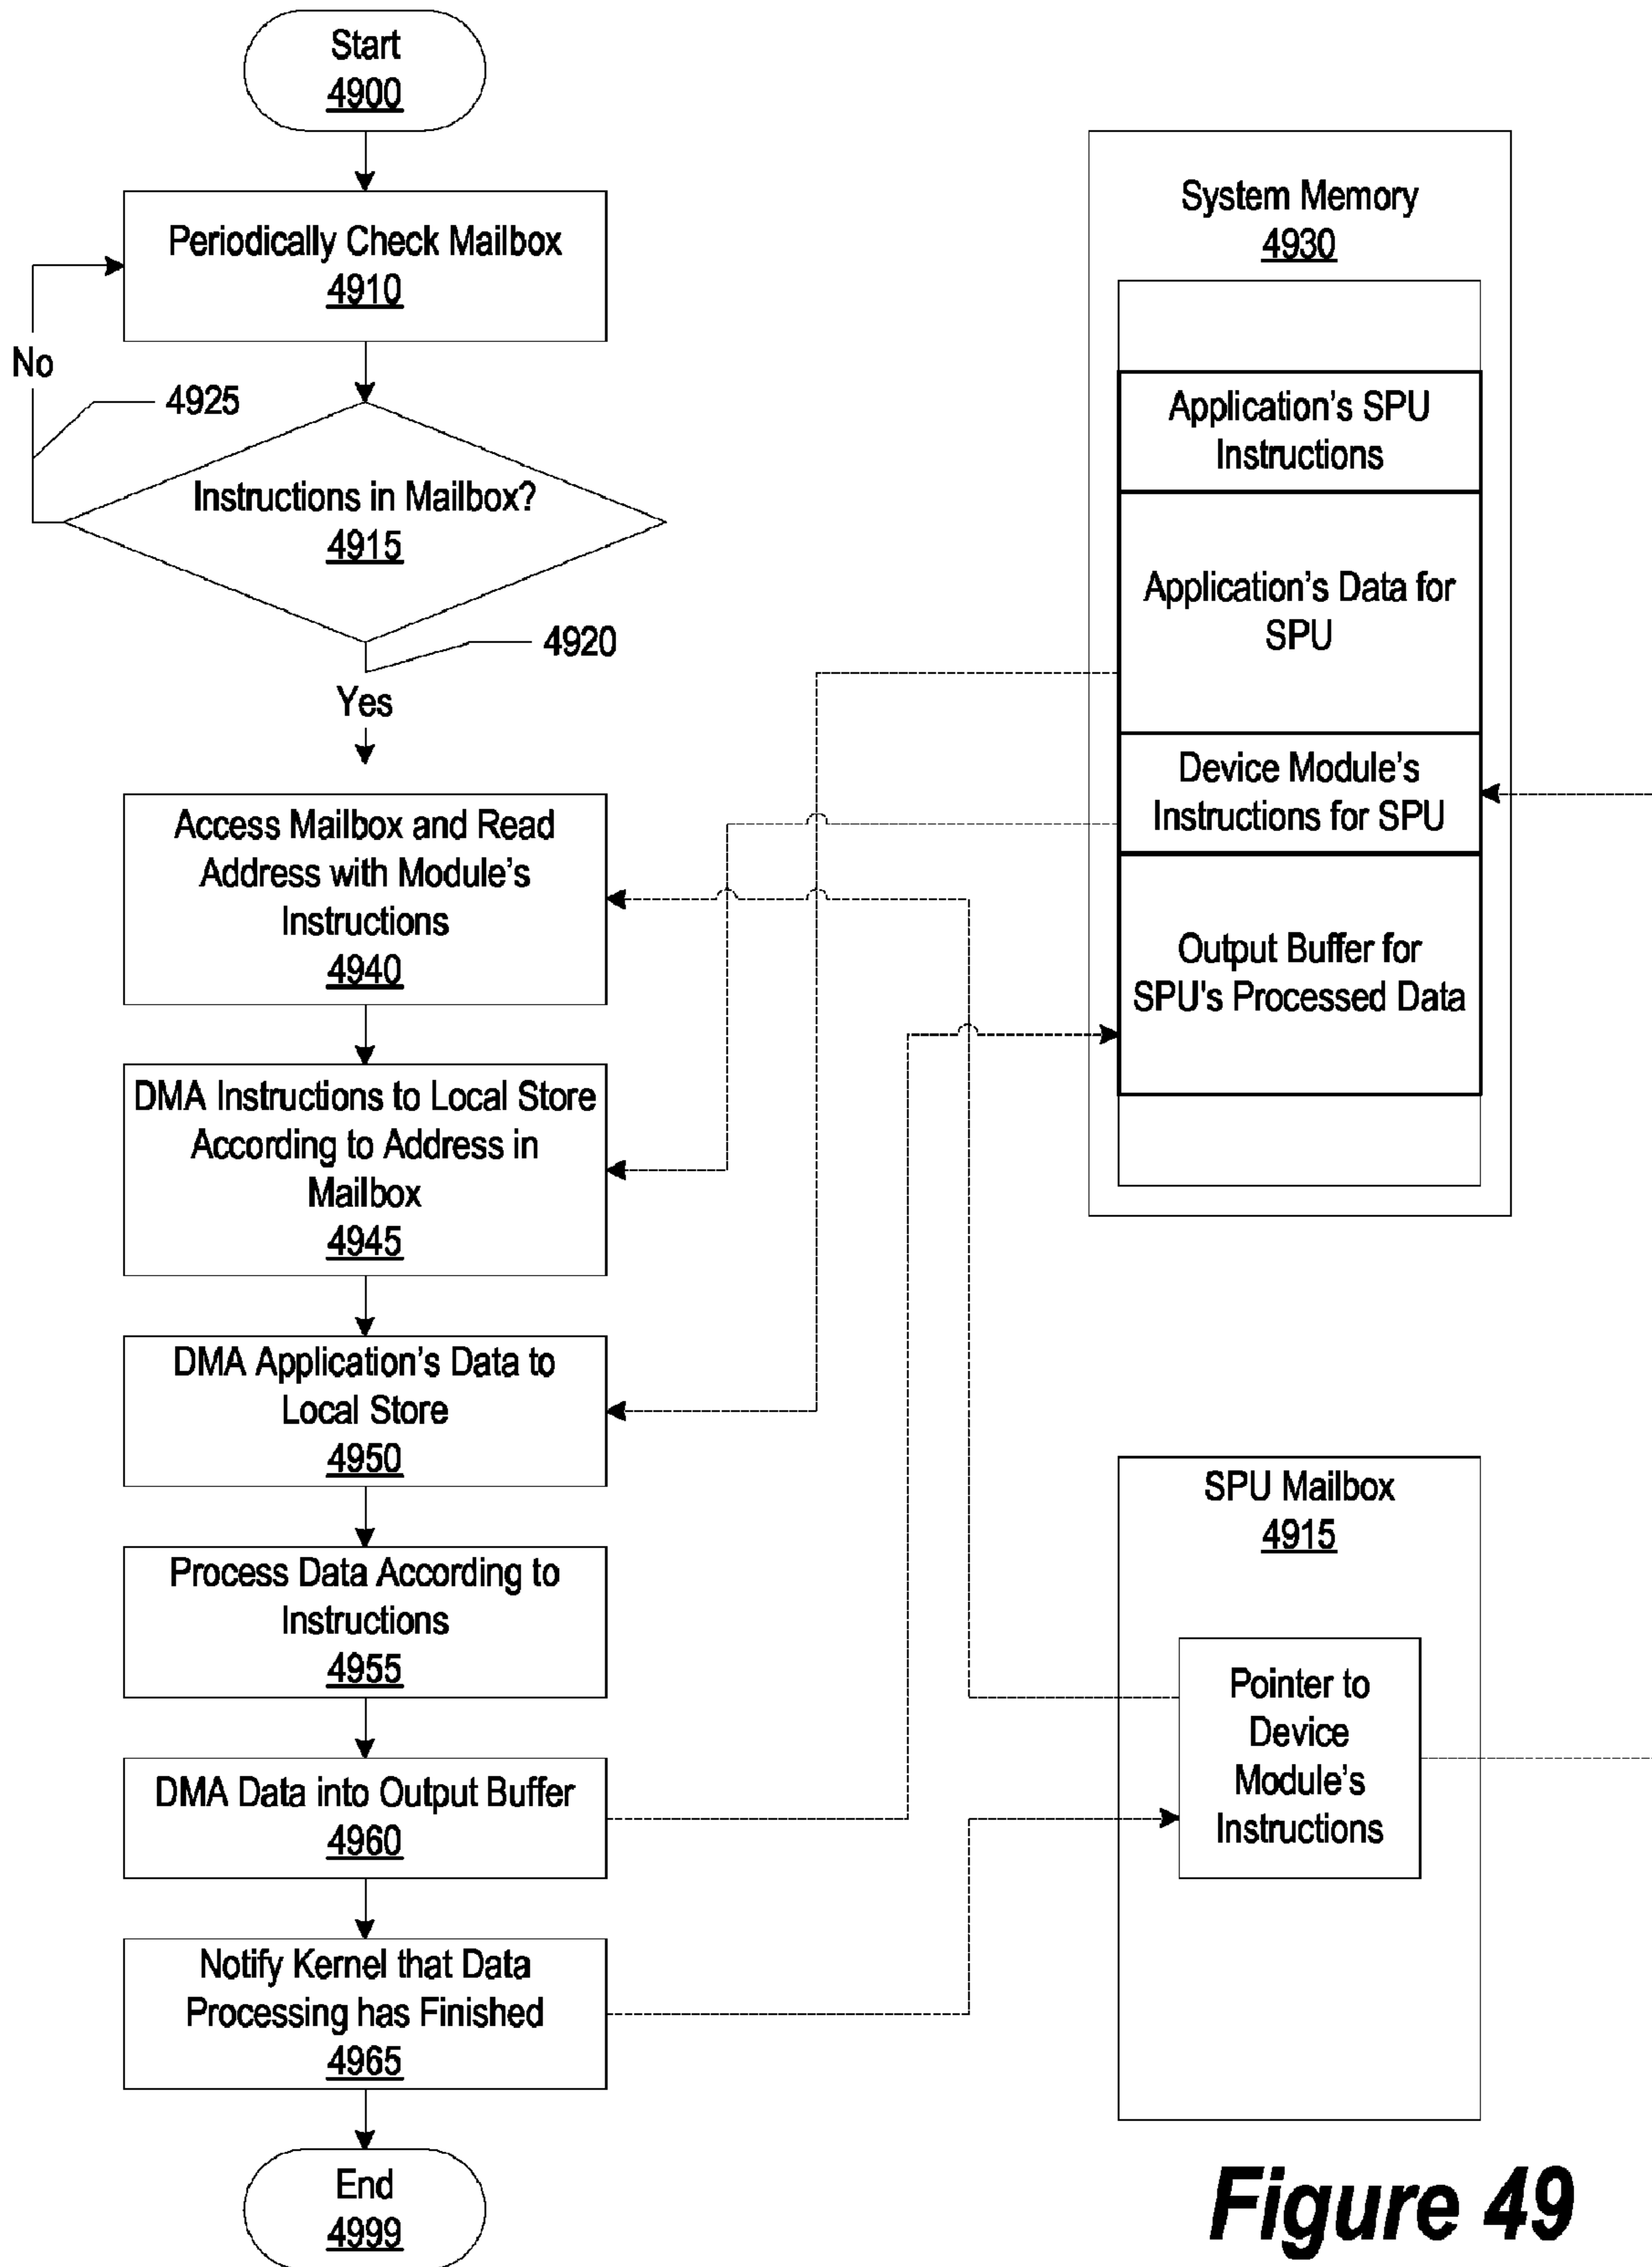 Start
4900
Periodically Check Mailbox
4910
No
4925
Instructions in Mailbox?
4915
4920
Yes
Access Mailbox and Read
Address with Module's
Instructions
4940
DMA Instructions to Local Store
According to Address in
Mailbox
4945
DMA Application's Data to
Local Store
4950
Process Data According to
Instructions
4955
DMA Data into Output Buffer
4960
Notify Kernel that Data
Processing has Finished
4965
End
4999
System Memory
4930
Application's SPU
Instructions
Application's Data for
SPU
Device Module's
Instructions for SPU
Output Buffer for
SPU's Processed Data
SPU Mailbox
4915
Pointer to
Device
Module's
Instructions
Figure 49